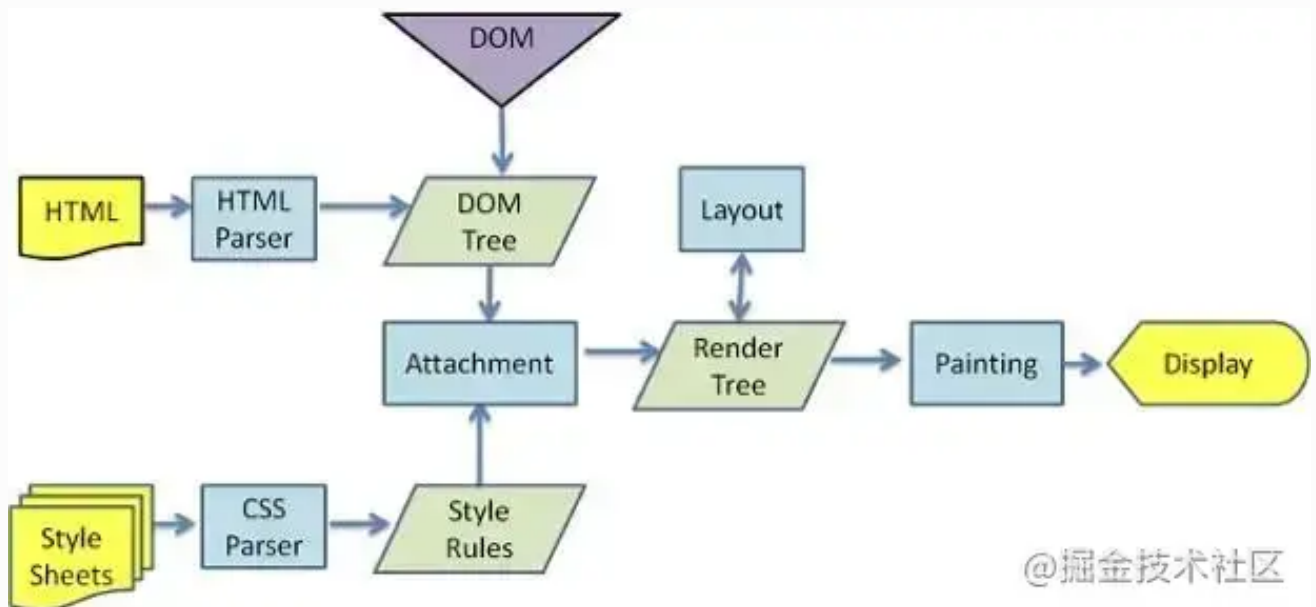 DOM
HTML
HTML
Parser
DOM
Tree
Layout
Attachment
Render
Tree
Painting
Display
Style
Sheets
CSS
Parser
Style
Rules
@掘金技术社区